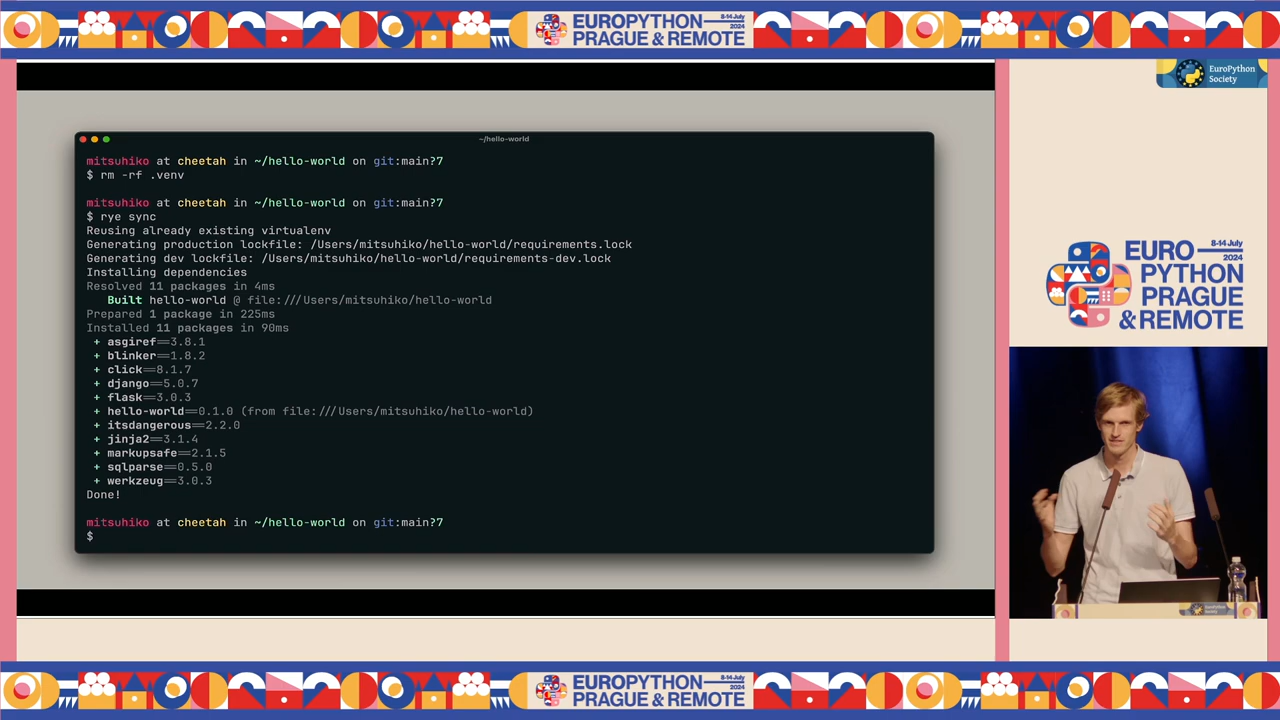 EUROPYTHON 8-14 July
PRAGUE & REMOTE 2024
EuroPython
Society
~/hello-world
mitsuhiko at cheetah in ~/hello-world on git:main?7
$ rm -rf .venv
mitsuhiko at cheetah in ~/hello-world on git:main?7
$ rye sync
Reusing already existing virtualenv
Generating production lockfile: /Users/mitsuhiko/hello-world/requirements.lock
Generating dev lockfile: /Users/mitsuhiko/hello-world/requirements-dev.lock
Installing dependencies
Resolved 11 packages in 4ms
Built hello-world @ file:///Users/mitsuhiko/hello-world
Prepared 1 package in 225ms
Installed 11 packages in 90ms
+ asgiref==3.8.1
+ blinker==1.8.2
+ click==8.1.7
+ django==5.0.7
+ flask==3.0.3
+ hello-world==0.1.0 (from file:///Users/mitsuhiko/hello-world)
+ itsdangerous==2.2.0
+ jinja2==3.1.4
+ markupsafe==2.1.5
+ sqlparse==0.5.0
+ werkzeug==3.0.3
Done!
mitsuhiko at cheetah in ~/hello-world on git:main?7
$
EURO 8-14 July
2024
PYTHON
PRAGUE
& REMOTE
EUROPYTHON 8-14 July
PRAGUE & REMOTE 2024